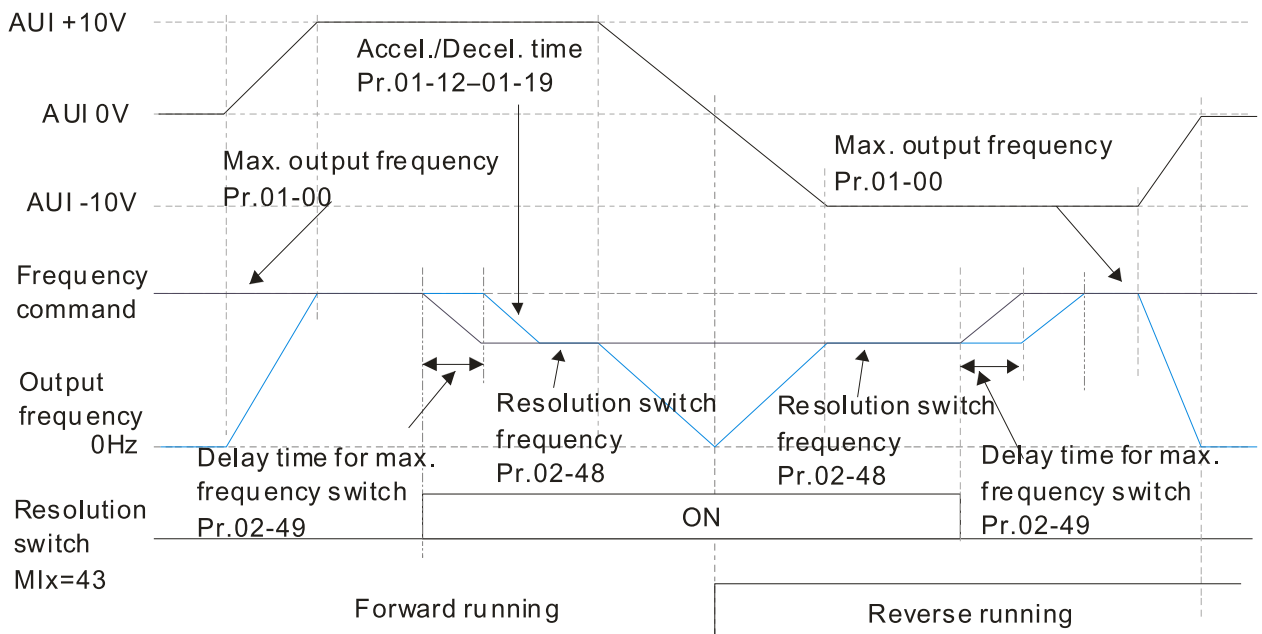 AUI +10V
Accel./Decel. time
Pr.01-12–01-19
AUI 0V
Max. output frequency
Pr.01-00
Max. output frequency
Pr.01-00
AUI -10V
Frequency
command
Output
frequency
0Hz
Resolution switch
frequency
Pr.02-48
Resolution switch
frequency
Pr.02-48
Delay time for max.
frequency switch
Pr.02-49
Delay time for max.
frequency switch
Pr.02-49
Resolution
switch
MIx=43
ON
Forward running
Reverse running